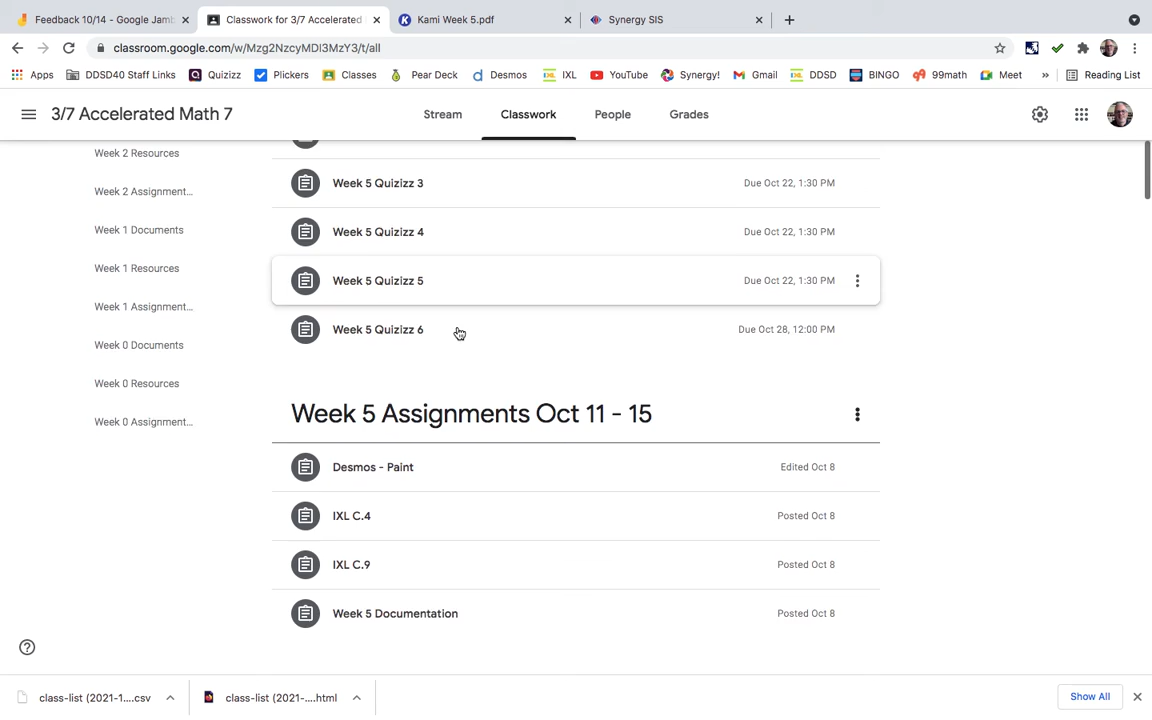 Feedback 10/14 - Google Jamb
Classwork for 3/7 Accelerated
Kami Week 5.pdf
Synergy SIS
classroom.google.com/w/Mzg2NzcyMDI3MzY3/t/all
Apps
DDSD40 Staff Links
Quizizz
Plickers
Classes
Pear Deck
Desmos
IXL
YouTube
Synergy!
Gmail
DDSD
BINGO
99math
Meet
»
Reading List
3/7 Accelerated Math 7
Stream
Classwork
People
Grades
Week 2 Resources
Week 2 Assignment...
Week 1 Documents
Week 1 Resources
Week 1 Assignment...
Week 0 Documents
Week 0 Resources
Week 0 Assignment...
Week 5 Quizizz 3
Due Oct 22, 1:30 PM
Week 5 Quizizz 4
Due Oct 22, 1:30 PM
Week 5 Quizizz 5
Due Oct 22, 1:30 PM
Week 5 Quizizz 6
Due Oct 28, 12:00 PM
Week 5 Assignments Oct 11 - 15
Desmos - Paint
Edited Oct 8
IXL C.4
Posted Oct 8
IXL C.9
Posted Oct 8
Week 5 Documentation
Posted Oct 8
class-list (2021-1....csv
class-list (2021-....html
Show All